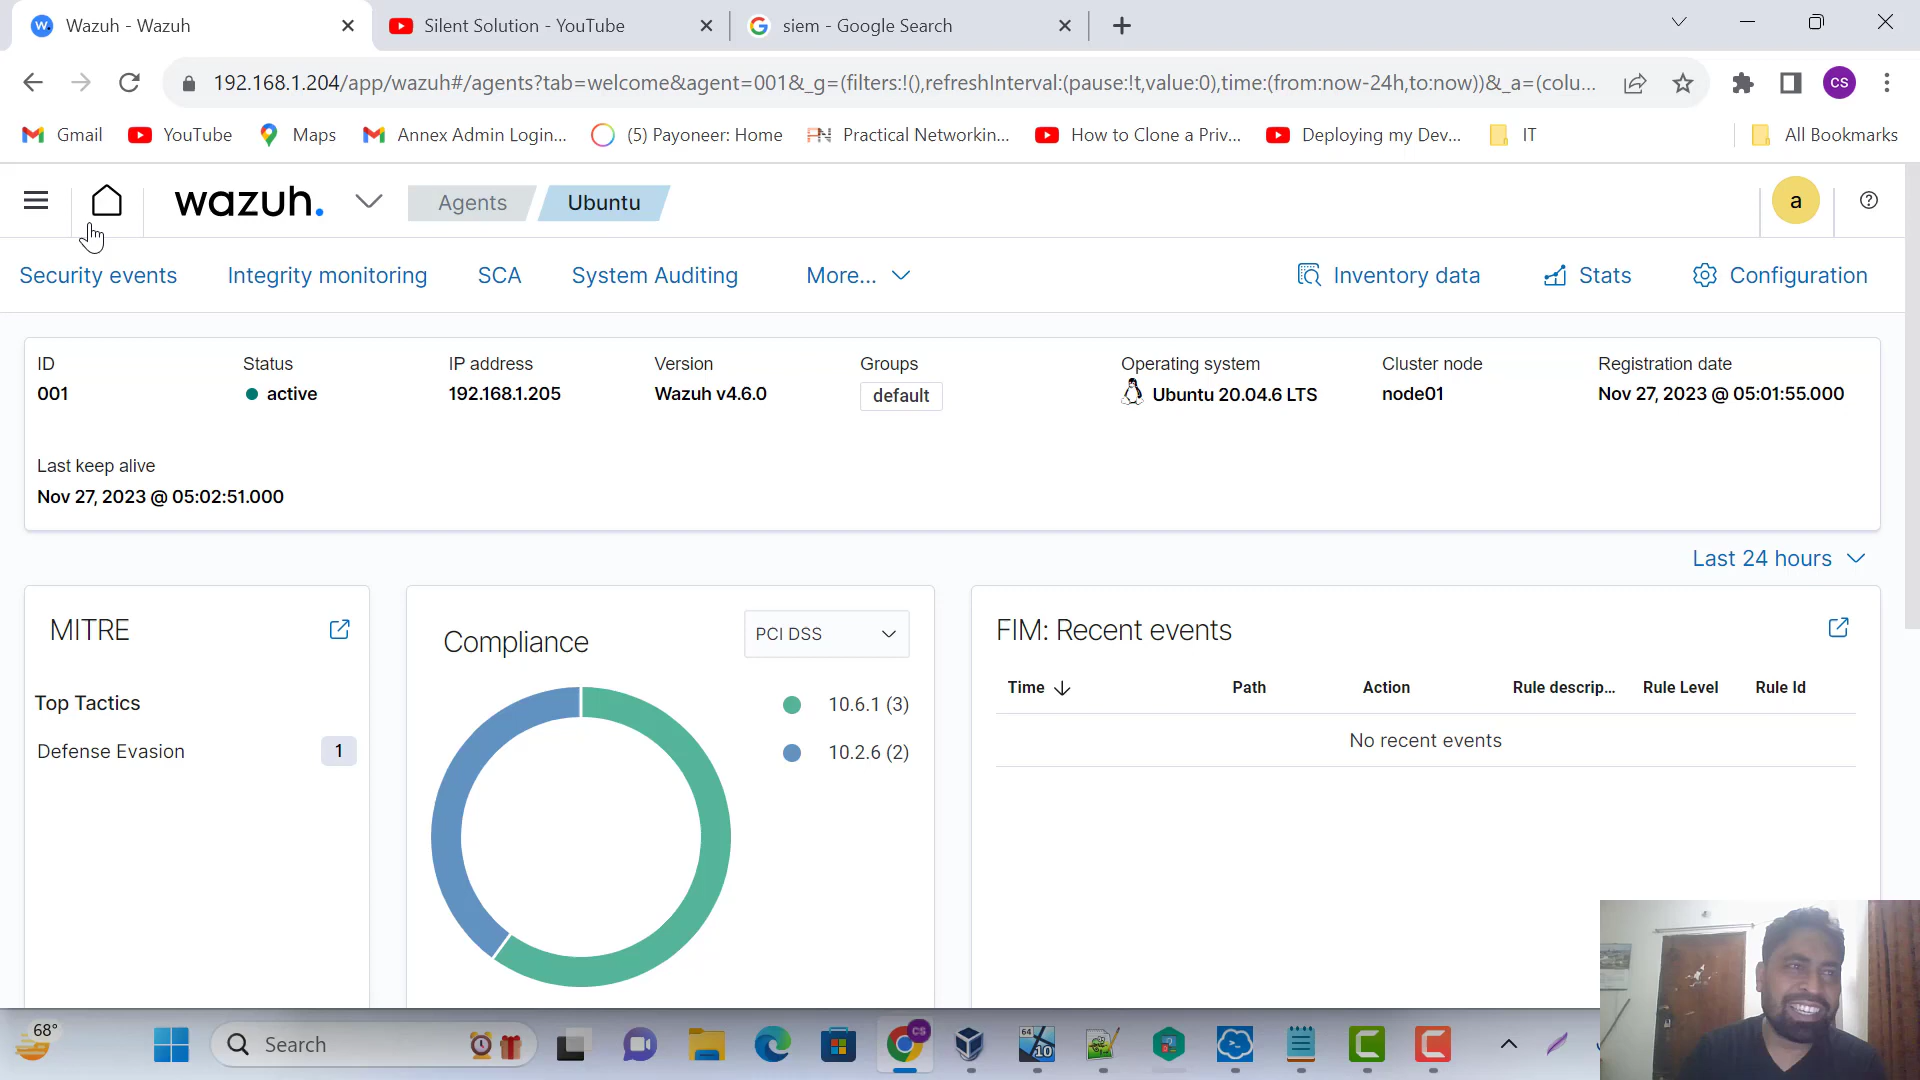 Wazuh - Wazuh
Silent Solution - YouTube
siem - Google Search
192.168.1.204/app/wazuh#/agents?tab=welcome&agent=001&_g=(filters:!(),refreshInterval:(pause:!t,value:0),time:(from:now-24h,to:now))&_a=(colu...
CS
Gmail
YouTube
Maps
Annex Admin Login...
(5) Payoneer: Home
Practical Networkin...
How to Clone a Priv...
Deploying my Dev...
IT
All Bookmarks
wazuh.
Agents
Ubuntu
a
Security events
Integrity monitoring
SCA
System Auditing
More...
Inventory data
Stats
Configuration
ID
001
Status
active
IP address
192.168.1.205
Version
Wazuh v4.6.0
Groups
default
Operating system
Ubuntu 20.04.6 LTS
Cluster node
node01
Registration date
Nov 27, 2023 @ 05:01:55.000
Last keep alive
Nov 27, 2023 @ 05:02:51.000
Last 24 hours
MITRE
Top Tactics
Defense Evasion 1
Compliance
PCI DSS
10.6.1 (3)
10.2.6 (2)
FIM: Recent events
Time Path Action Rule descrip... Rule Level Rule Id
No recent events
68°
Search
CS
64
10